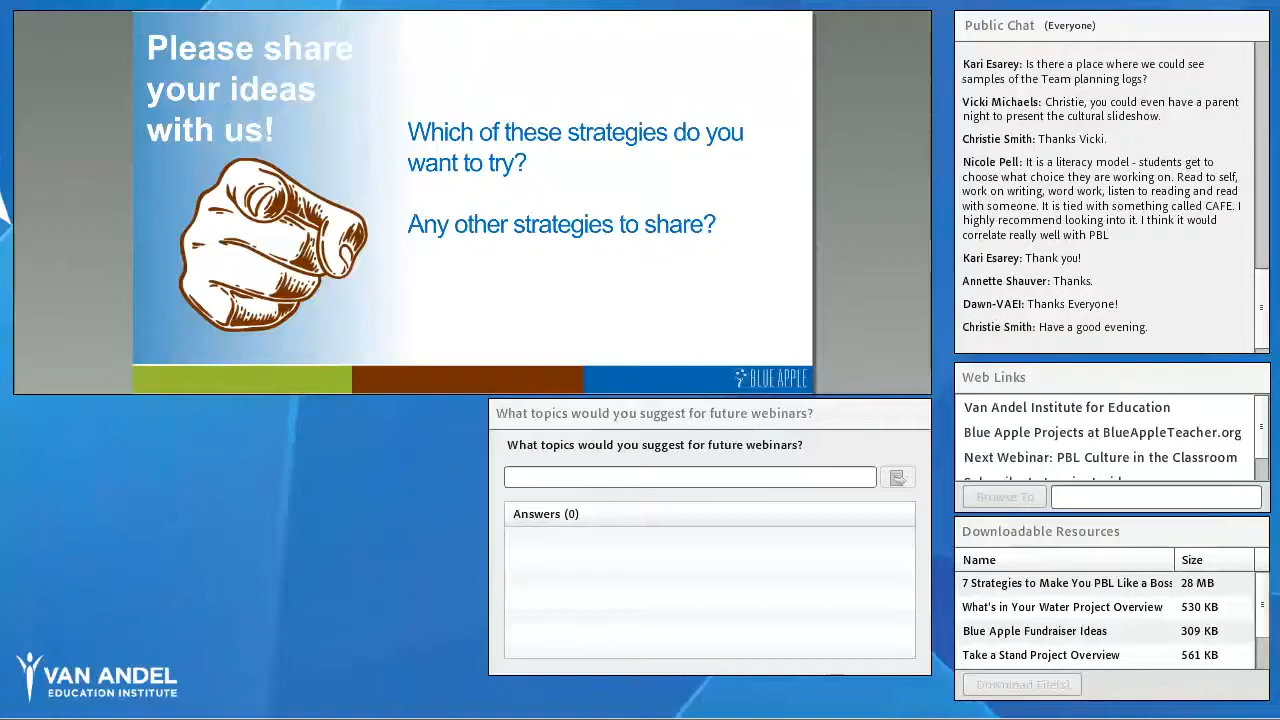 Please share
your ideas
with us!
Which of these strategies do you
want to try?
Any other strategies to share?
BLUE APPLE
What topics would you suggest for future webinars?
What topics would you suggest for future webinars?
Answers (0)
VAN ANDEL
EDUCATION INSTITUTE
Public Chat (Everyone)
Kari Esarey: Is there a place where we could see
samples of the Team planning logs?
Vicki Michaels: Christie, you could even have a parent
night to present the cultural slideshow.
Christie Smith: Thanks Vicki.
Nicole Pell: It is a literacy model - students get to
choose what choice they are working on. Read to self,
work on writing, word work, listen to reading and read
with someone. It is tied with something called CAFE. I
highly recommend looking into it. I think it would
correlate really well with PBL
Kari Esarey: Thank you!
Annette Shauver: Thanks.
Dawn-VAEI: Thanks Everyone!
Christie Smith: Have a good evening.
Web Links
Van Andel Institute for Education
Blue Apple Projects at BlueAppleTeacher.org
Next Webinar: PBL Culture in the Classroom
Browse To
Downloadable Resources
Name Size
7 Strategies to Make You PBL Like a Boss 28 MB
What's in Your Water Project Overview 530 KB
Blue Apple Fundraiser Ideas 309 KB
Take a Stand Project Overview 561 KB
Download File(s)